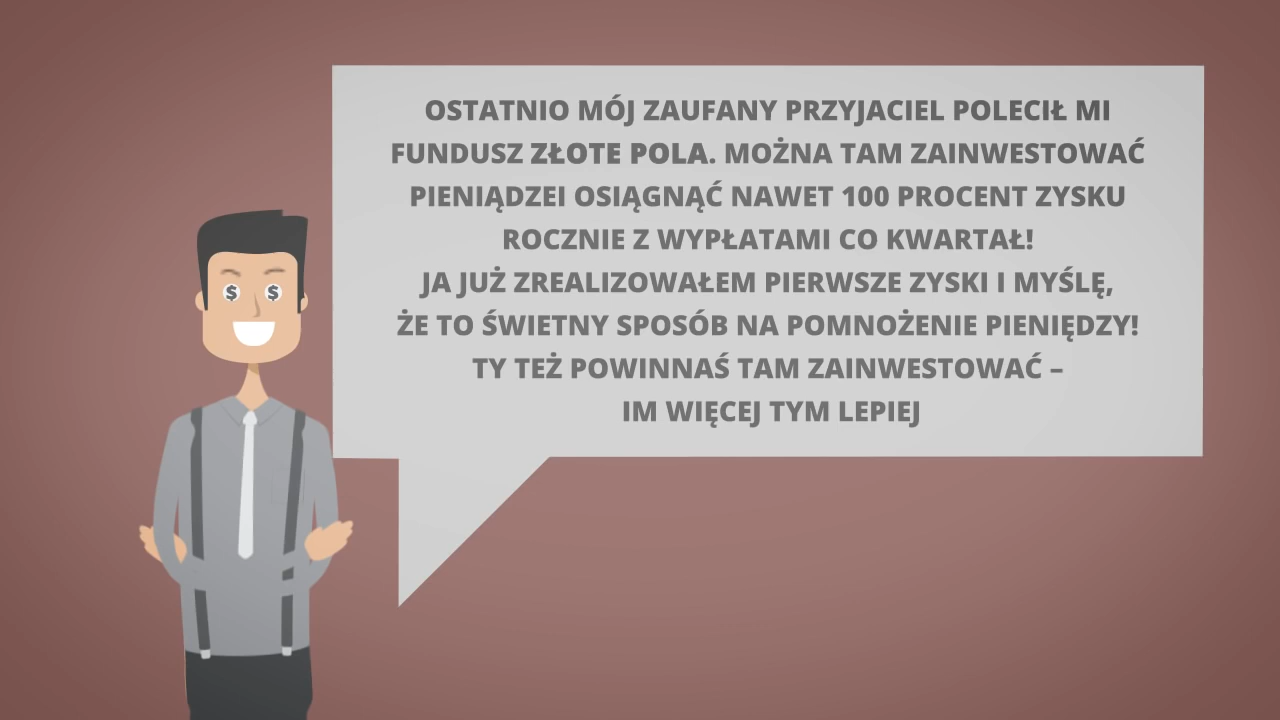 OSTATNIO MÓJ ZAUFANY PRZYJACIEL POLECIŁ MI
FUNDUSZ ZŁOTE POLA. MOŻNA TAM ZAINWESTOWAĆ
PIENIĄDZEI OSIĄGNĄĆ NAWET 100 PROCENT ZYSKU
ROCZNIE Z WYPŁATAMI CO KWARTAŁ!
JA JUŻ ZREALIZOWAŁEM PIERWSZE ZYSKI I MYŚLĘ,
ŻE TO ŚWIETNY SPOSÓB NA POMNOŻENIE PIENIĘDZY!
TY TEŻ POWINNAŚ TAM ZAINWESTOWAĆ –
IM WIĘCEJ TYM LEPIEJ